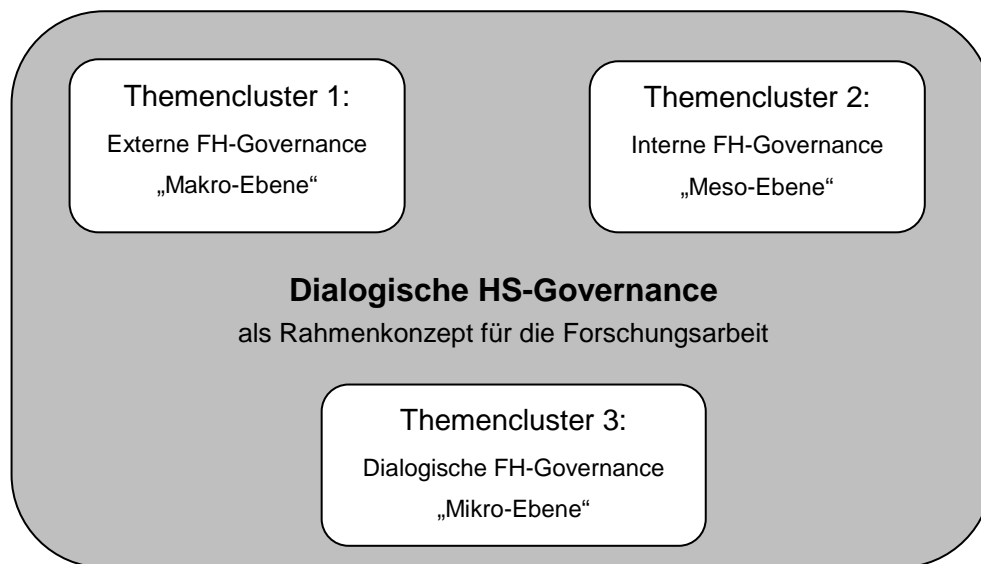 Themencluster 1:
Externe FH-Governance
„Makro-Ebene“
Themencluster 2:
Interne FH-Governance
„Meso-Ebene“
Dialogische HS-Governance
als Rahmenkonzept für die Forschungsarbeit
Themencluster 3:
Dialogische FH-Governance
„Mikro-Ebene“